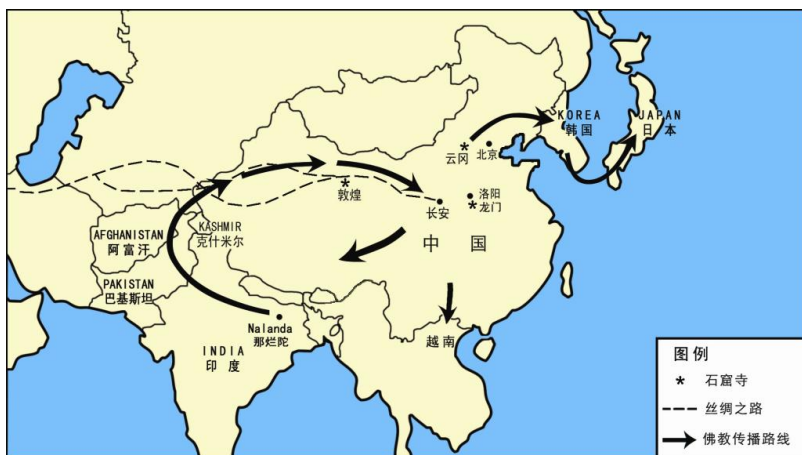 KOREA
韩国
JAPAN
日本
云冈
北京
敦煌
洛阳
龙门
长安
KASHMIR
克什米尔
AFGHANISTAN
阿富汗
中国
PAKISTAN
巴基斯坦
Nalanda
那烂陀
INDIA
印度
越南
图例
* 石窟寺
丝绸之路
佛教传播路线